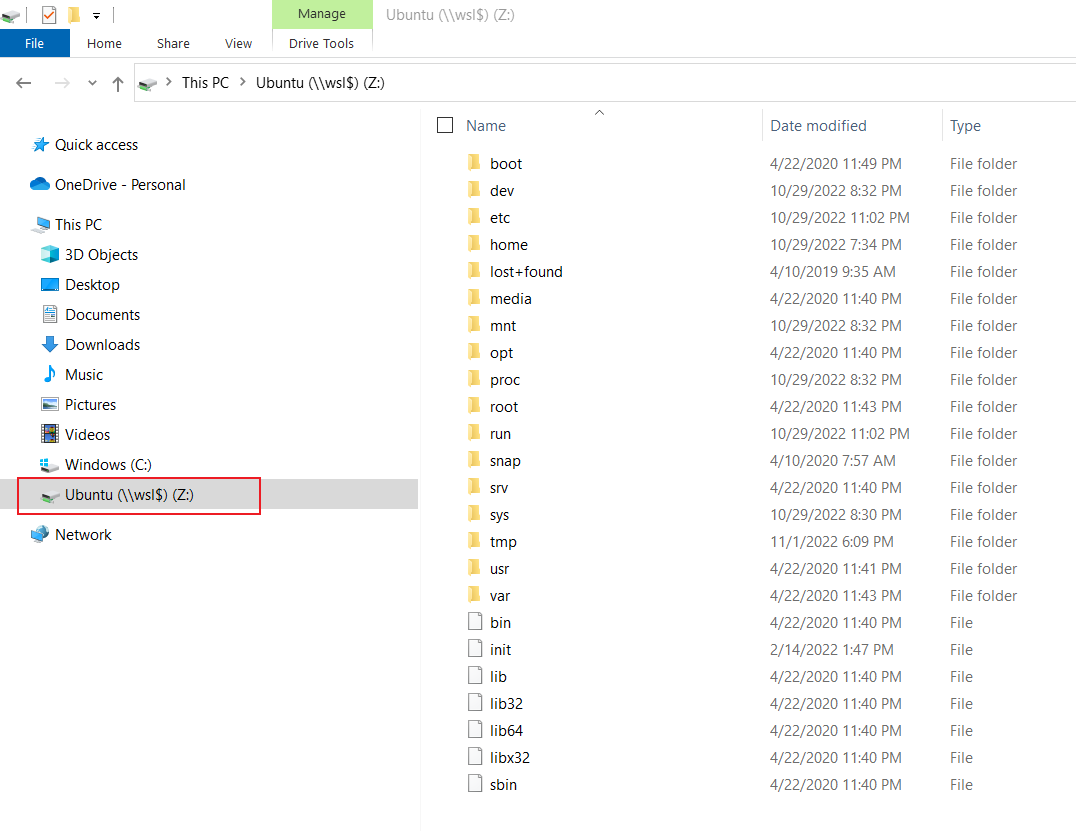 Manage Ubuntu (\\wsl$) (Z:)
File Home Share View Drive Tools
This PC Ubuntu (\\wsl$) (Z:)
Quick access
OneDrive - Personal
This PC
3D Objects
Desktop
Documents
Downloads
Music
Pictures
Videos
Windows (C:)
Ubuntu (\\wsl$) (Z:)
Network
Name Date modified Type
boot 4/22/2020 11:49 PM File folder
dev 10/29/2022 8:32 PM File folder
etc 10/29/2022 11:02 PM File folder
home 10/29/2022 7:34 PM File folder
lost+found 4/10/2019 9:35 AM File folder
media 4/22/2020 11:40 PM File folder
mnt 10/29/2022 8:32 PM File folder
opt 4/22/2020 11:40 PM File folder
proc 10/29/2022 8:32 PM File folder
root 4/22/2020 11:43 PM File folder
run 10/29/2022 11:02 PM File folder
snap 4/10/2020 7:57 AM File folder
srv 4/22/2020 11:40 PM File folder
sys 10/29/2022 8:30 PM File folder
tmp 11/1/2022 6:09 PM File folder
usr 4/22/2020 11:41 PM File folder
var 4/22/2020 11:43 PM File folder
bin 4/22/2020 11:40 PM File
init 2/14/2022 1:47 PM File
lib 4/22/2020 11:40 PM File
lib32 4/22/2020 11:40 PM File
lib64 4/22/2020 11:40 PM File
libx32 4/22/2020 11:40 PM File
sbin 4/22/2020 11:40 PM File